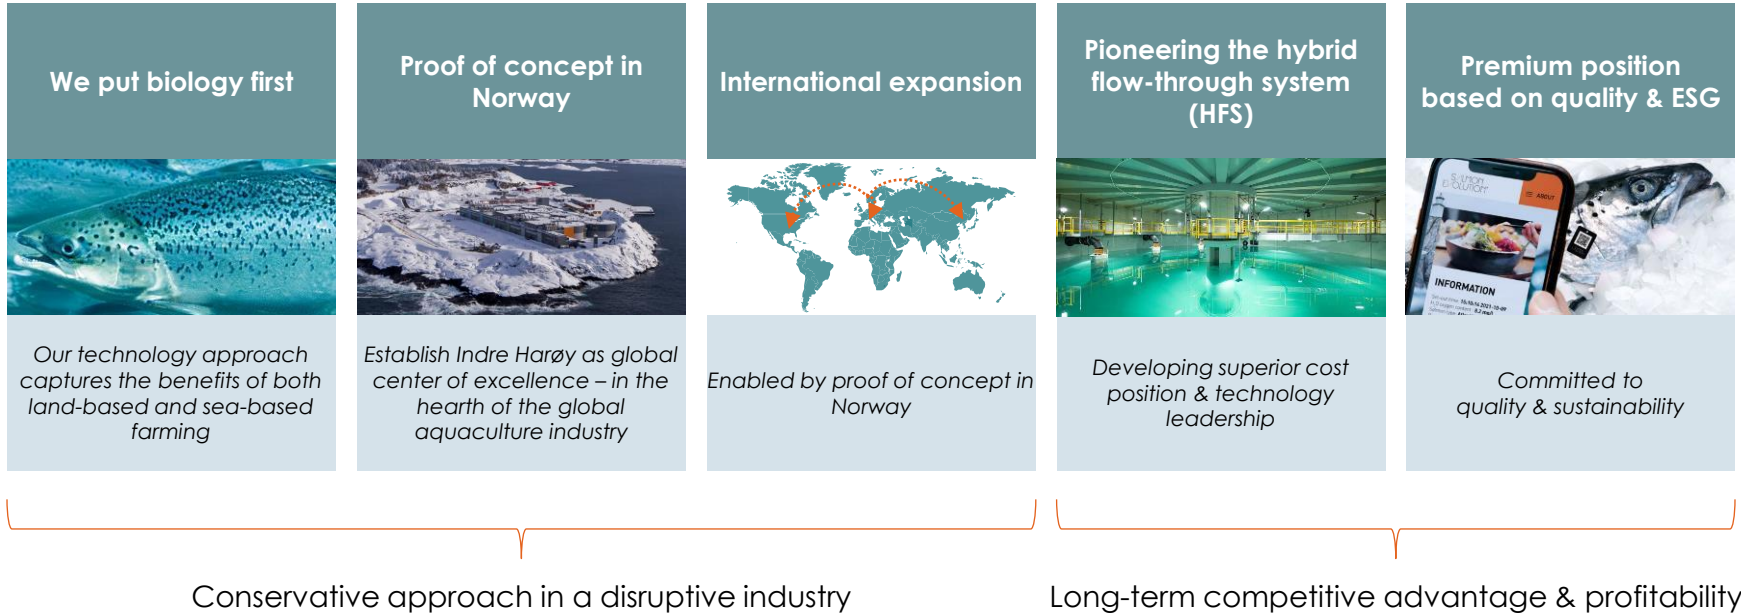 We put biology first
Our technology approach
captures the benefits of both
land-based and sea-based
farming
Proof of concept in
Norway
Establish Indre Harøy as global
center of excellence – in the
hearth of the global
aquaculture industry
International expansion
Enabled by proof of concept in
Norway
Pioneering the hybrid
flow-through system
(HFS)
Developing superior cost
position & technology
leadership
Premium position
based on quality & ESG
ABOUT
INFORMATION
Committed to
quality & sustainability
Conservative approach in a disruptive industry
Long-term competitive advantage & profitability